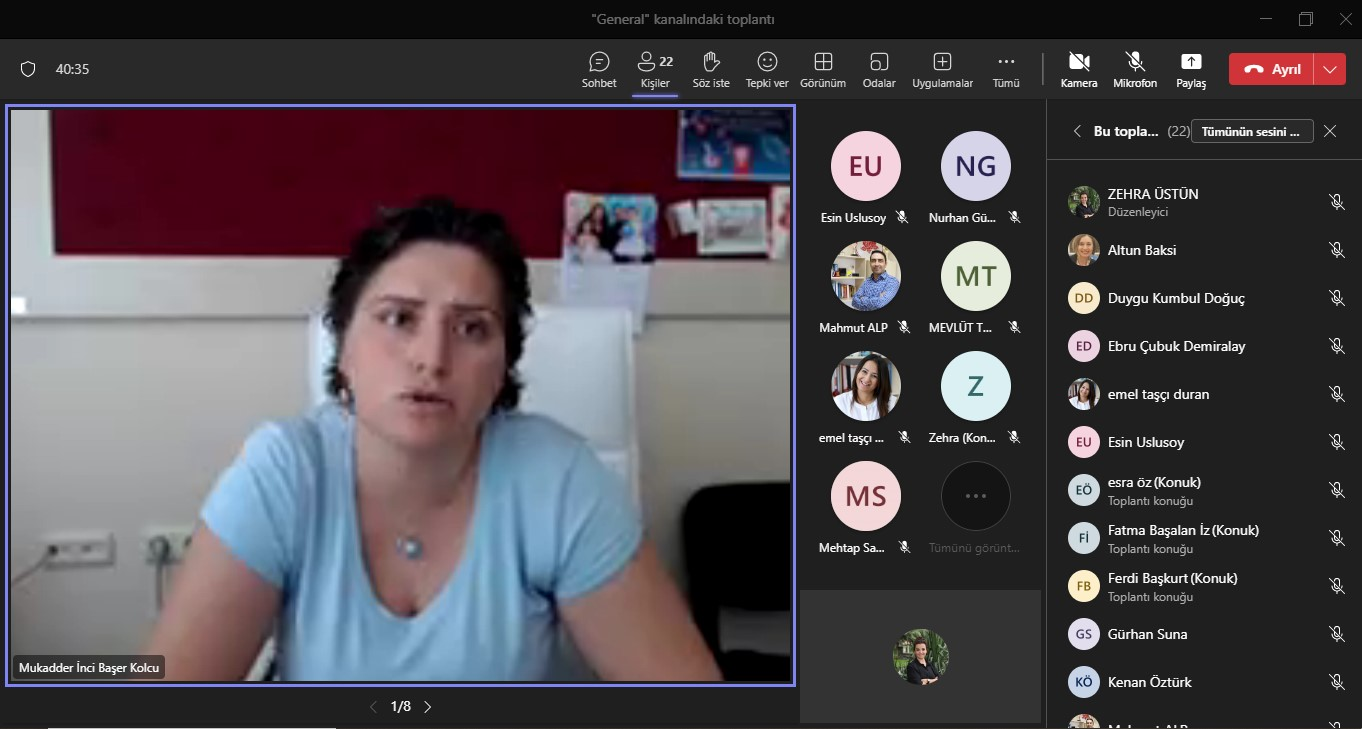 "General" kanalındaki toplantı
40:35
Sohbet
22
Kişiler
Söz iste
Tepki ver
Görünüm
Odalar
Uygulamalar
Tümü
Kamera
Mikrofon
Paylaş
Ayrıl
Mukadder İnci Başer Kolcu
1/8
EU
Esin Uslusoy
NG
Nurhan Gü...
Mahmut ALP
MT
MEVLÜT T...
emel taşçı ...
Z
Zehra (Kon...
MS
Mehtap Sa...
Tümünü görünt...
Bu topla... (22)
Tümünün sesini ...
ZEHRA ÜSTÜN
Düzenleyici
Altun Baksi
DD
Duygu Kumbul Doğuç
ED
Ebru Çubuk Demiralay
emel taşçı duran
EU
Esin Uslusoy
EÖ
esra öz (Konuk)
Toplantı konuğu
Fİ
Fatma Başalan İz (Konuk)
Toplantı konuğu
FB
Ferdi Başkurt (Konuk)
Toplantı konuğu
GS
Gürhan Suna
KÖ
Kenan Öztürk